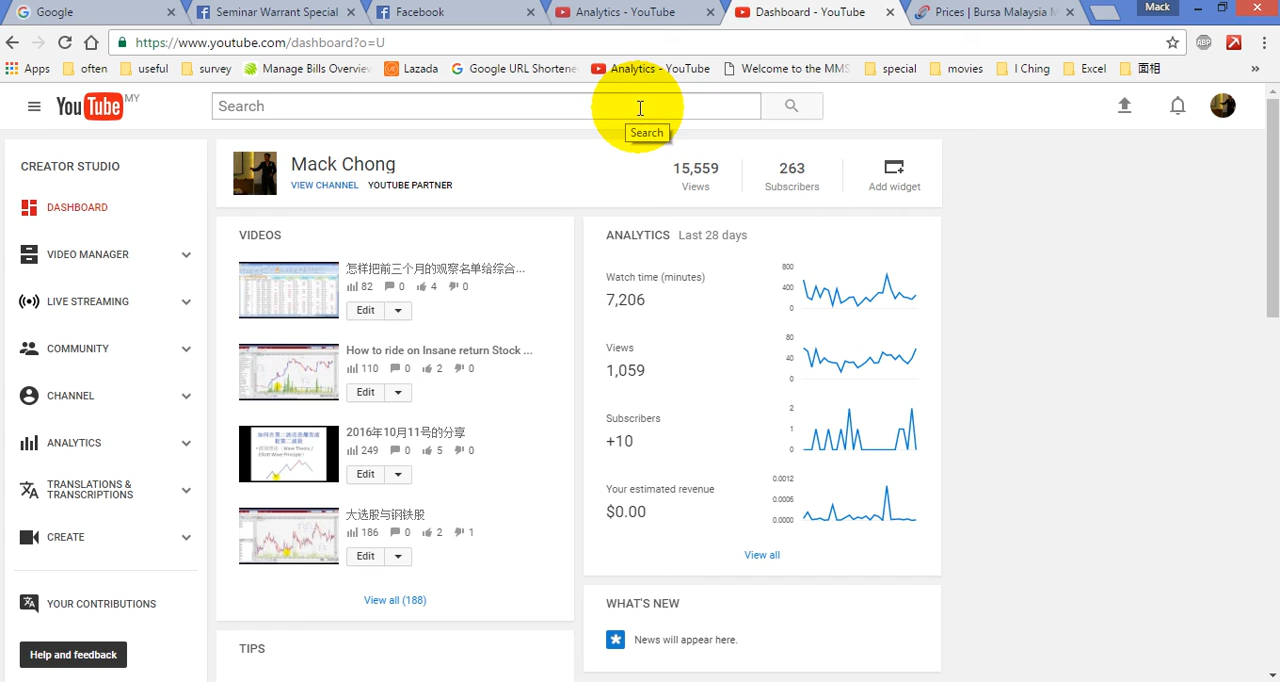 Google
Seminar Warrant Special
Facebook
Analytics - YouTube
Dashboard - YouTube
Prices | Bursa Malaysia M
Mack
https://www.youtube.com/dashboard?o=U
ABP
Apps
often
useful
survey
Manage Bills Overview
Lazada
Google URL Shortene
Analytics - YouTube
Welcome to the MMS
special
movies
I Ching
Excel
面相
YouTube MY
Search
Search
CREATOR STUDIO
DASHBOARD
VIDEO MANAGER
LIVE STREAMING
COMMUNITY
CHANNEL
ANALYTICS
TRANSLATIONS &
TRANSCRIPTIONS
CREATE
YOUR CONTRIBUTIONS
Help and feedback
Mack Chong
VIEW CHANNEL YOUTUBE PARTNER
15,559
Views
263
Subscribers
Add widget
VIDEOS
怎样把前三个月的观察名单给综合...
82 0 4 0
Edit
How to ride on Insane return Stock ...
110 0 2 0
Edit
2016年10月11号的分享
249 0 5 0
Edit
大选股与钢铁股
186 0 2 1
Edit
View all (188)
TIPS
ANALYTICS Last 28 days
Watch time (minutes)
7,206
800
400
0
Views
1,059
80
40
0
Subscribers
+10
2
1
0
Your estimated revenue
$0.00
0.0012
0.0005
0.0000
View all
WHAT'S NEW
News will appear here.